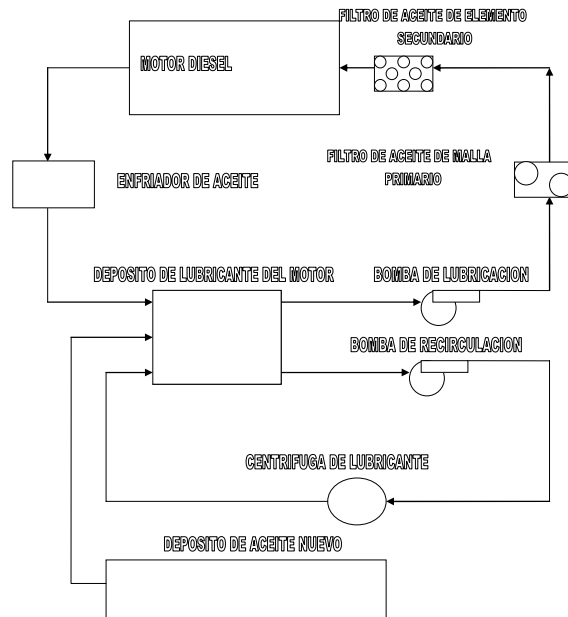 FILTRO DE ACEITE DE ELEMENTO
SECUNDARIO
MOTOR DIESEL
FILTRO DE ACEITE DE MALLA
PRIMARIO
ENFRIADOR DE ACEITE
DEPOSITO DE LUBRICANTE DEL MOTOR
BOMBA DE LUBRICACION
BOMBA DE RECIRCULACION
CENTRIFUGA DE LUBRICANTE
DEPOSITO DE ACEITE NUEVO